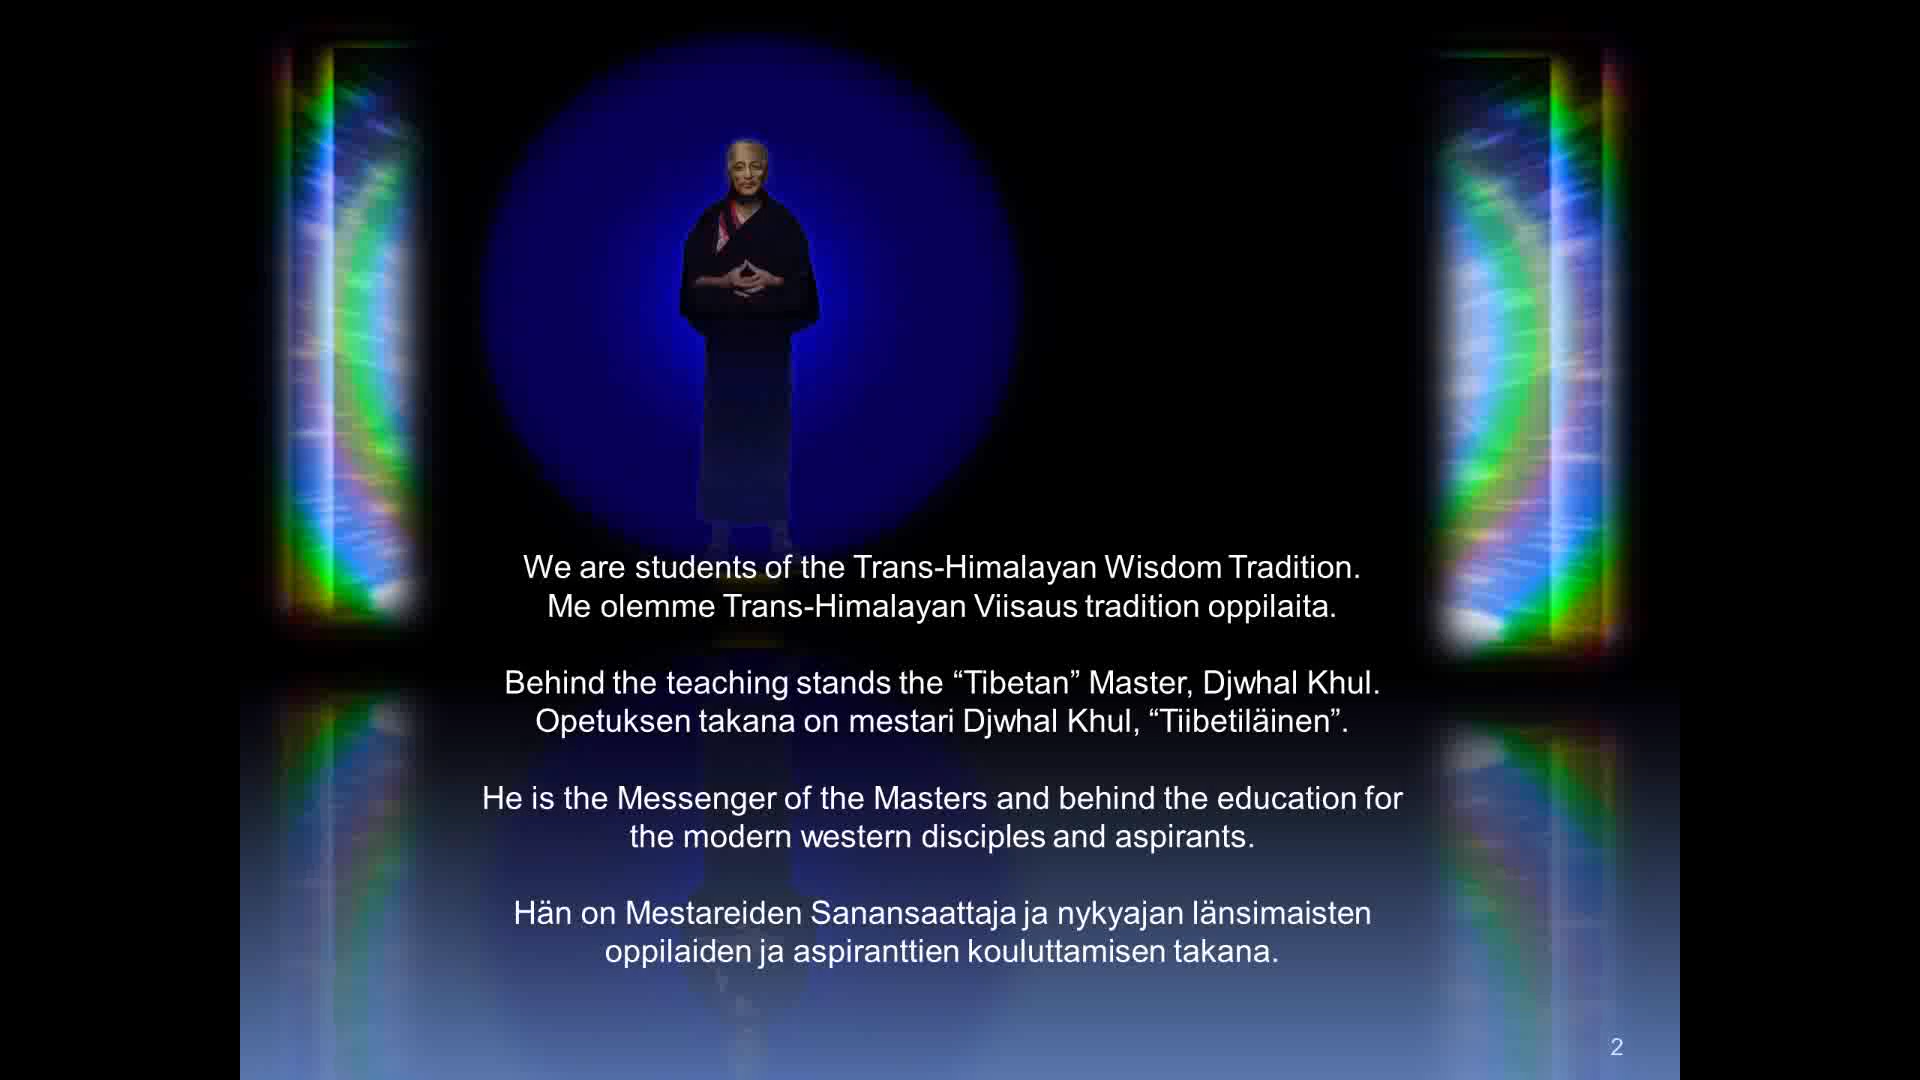 We are students of the Trans-Himalayan Wisdom Tradition.
Me olemme Trans-Himalayan Viisaus tradition oppilaita.
Behind the teaching stands the “Tibetan” Master, Djwhal Khul.
Opetuksen takana on mestari Djwhal Khul, “Tiibetiläinen”.
He is the Messenger of the Masters and behind the education for
the modern western disciples and aspirants.
Hän on Mestareiden Sanansaattaja ja nykyajan länsimaisten
oppilaiden ja aspiranttien kouluttamisen takana.
2